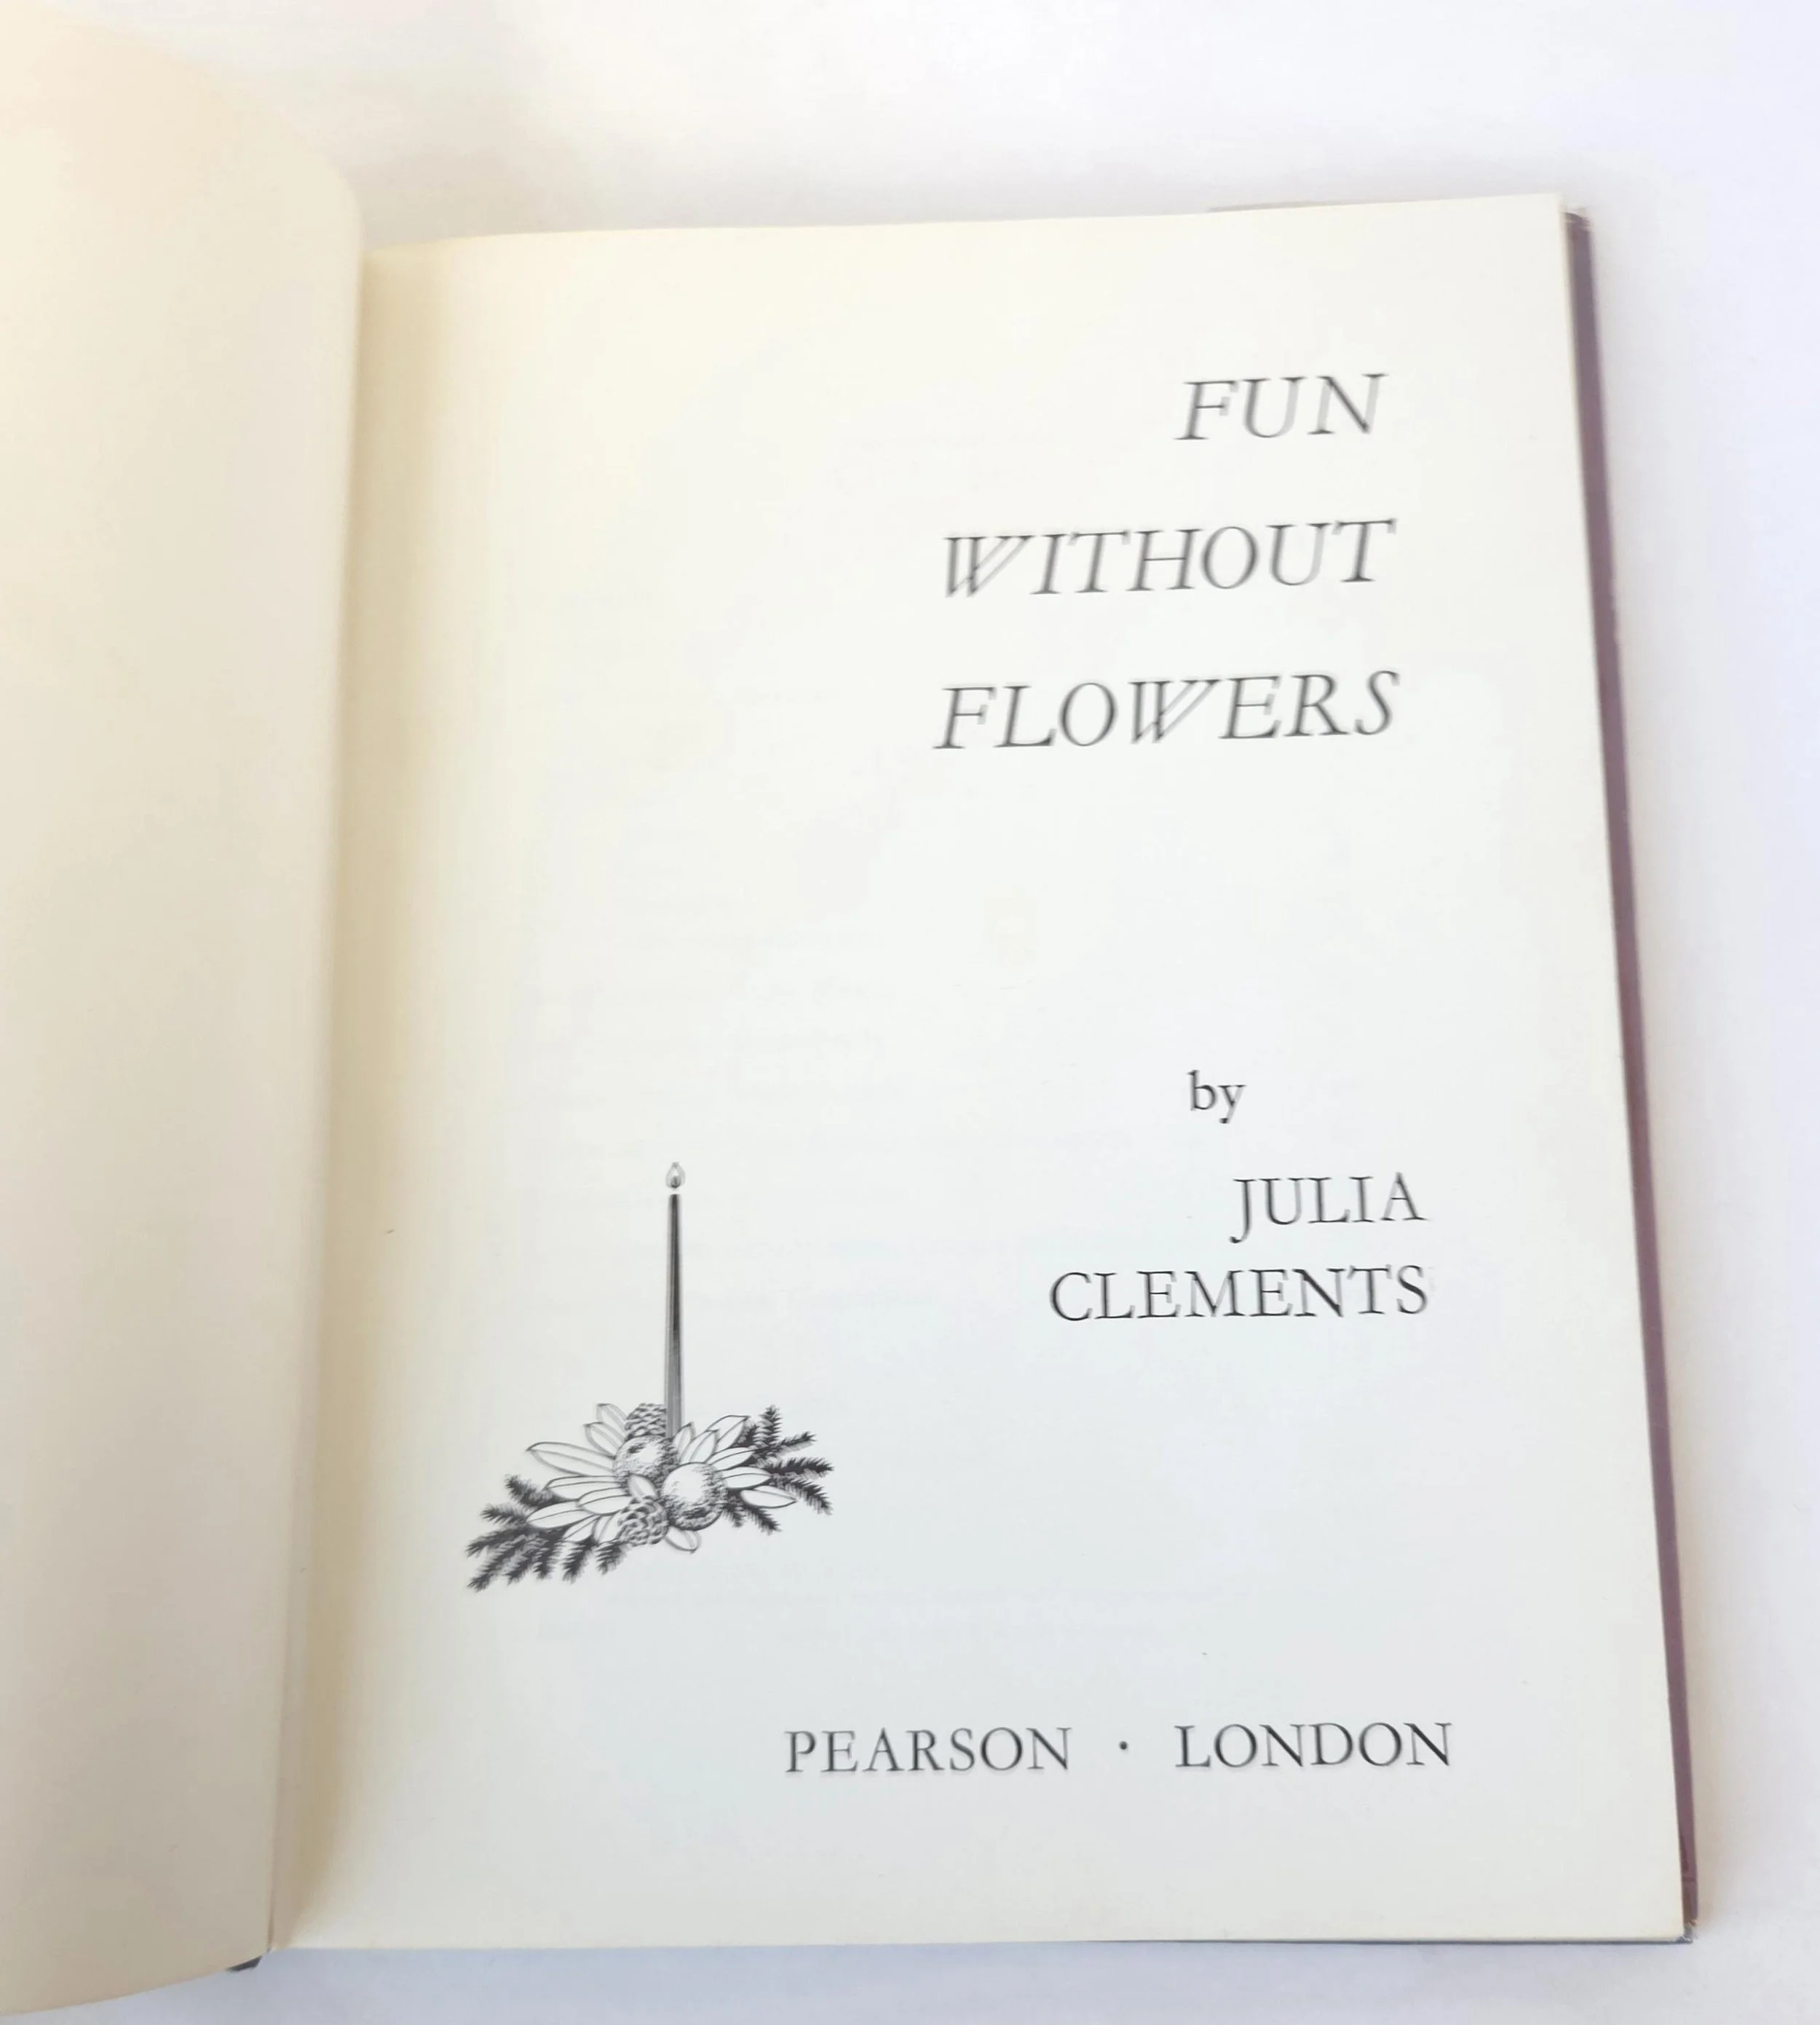 FUN
WITHOUT
FLOWERS
by
JULIA
CLEMENTS
PEARSON · LONDON